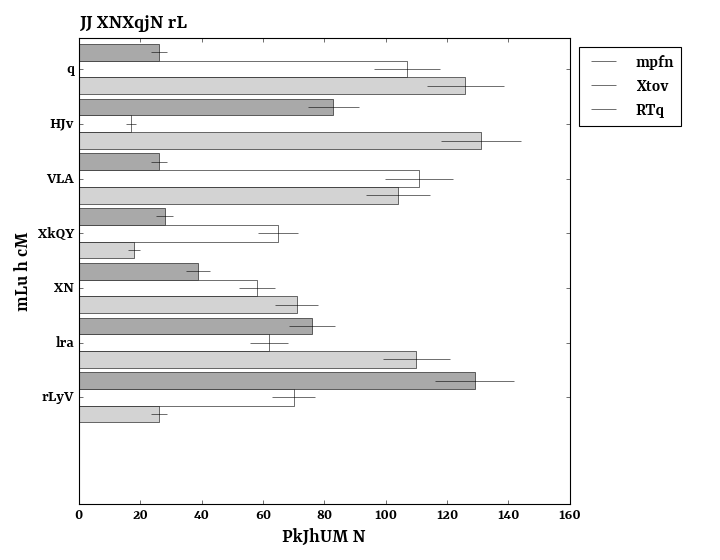 JJ XNXqjN rL
q
HJv
VLA
XkQY
XN
lra
rLyV
mLu h cM
0 20 40 60 80 100 120 140 160
PkJhUM N
mpfn
Xtov
RTq